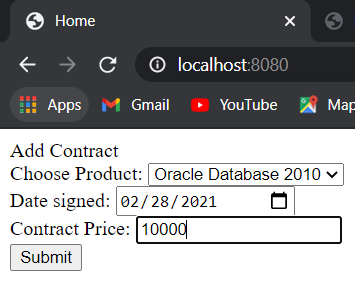 Home
localhost:8080
Apps Gmail YouTube Map
Add Contract
Choose Product: Oracle Database 2010
Date signed: 02/28/2021
Contract Price: 10000
Submit